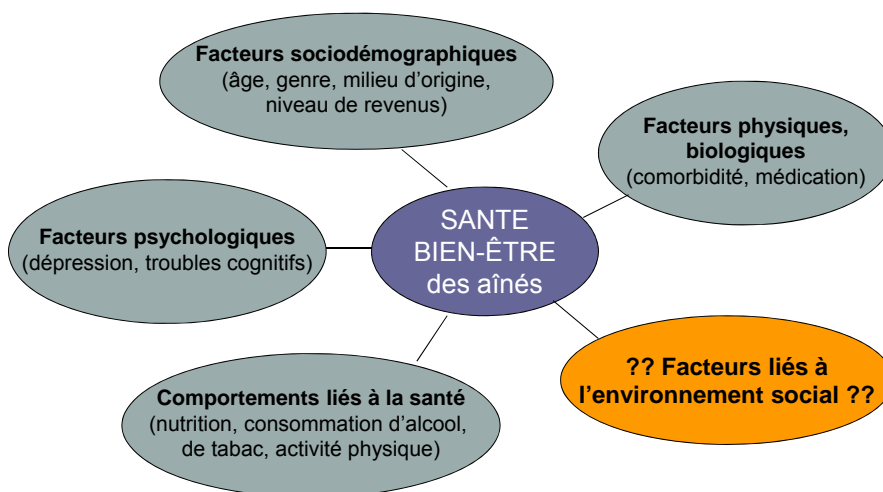 Facteurs sociodémographiques
(âge, genre, milieu d'origine,
niveau de revenus)
Facteurs physiques,
biologiques
(comorbidité, médication)
SANTE
BIEN-ÊTRE
des aînés
Facteurs psychologiques
(dépression, troubles cognitifs)
?? Facteurs liés à
l'environnement social ??
Comportements liés à la santé
(nutrition, consommation d'alcool,
de tabac, activité physique)